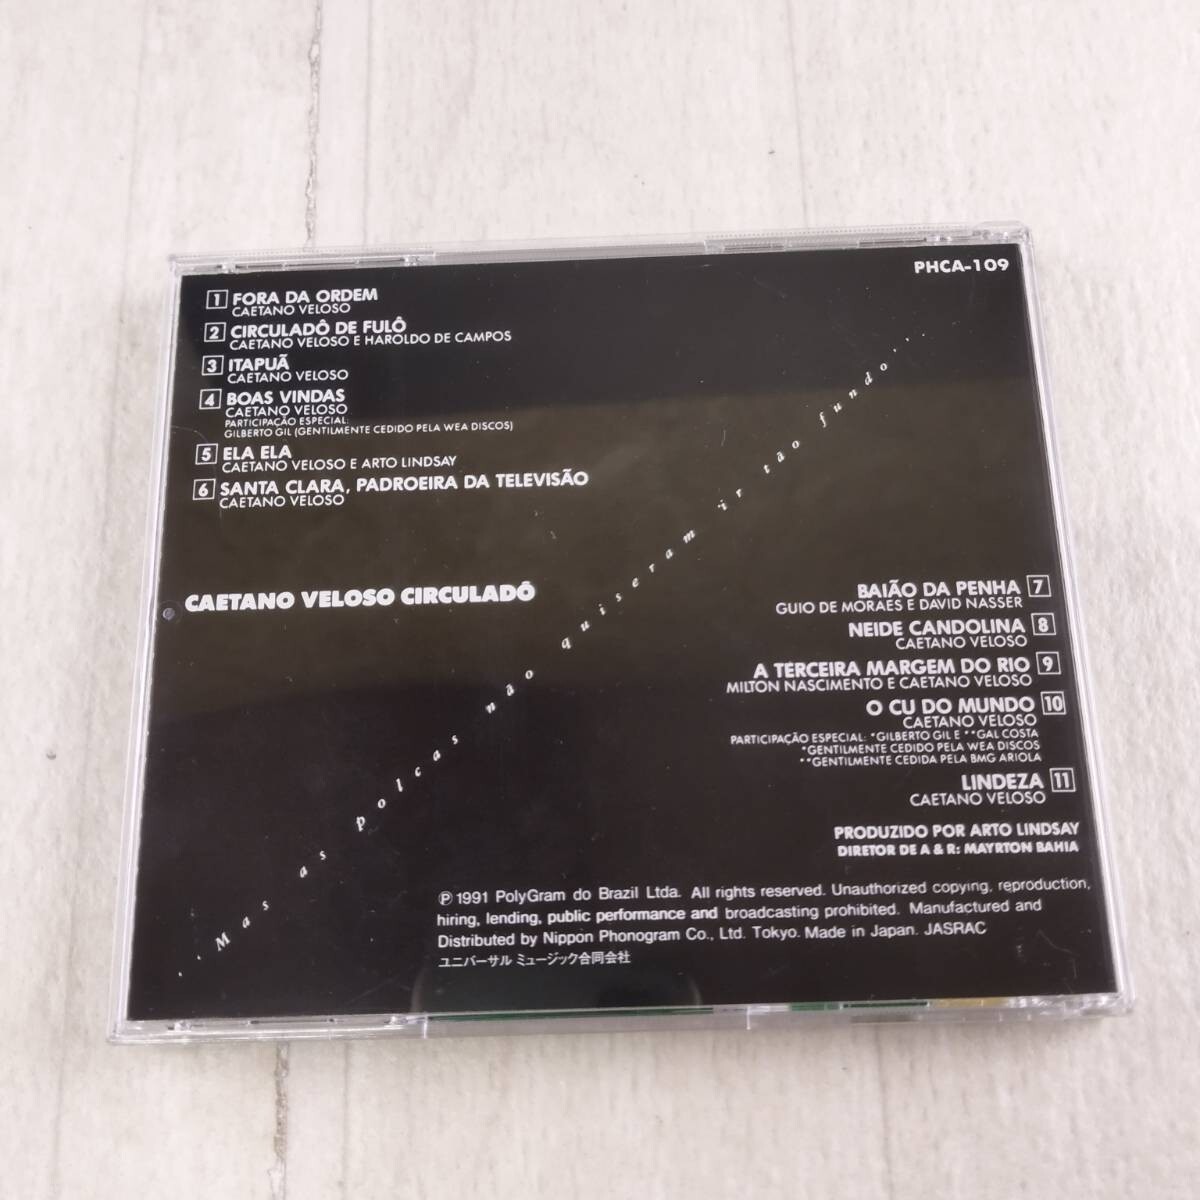 PHCA-109
1 FORA DA ORDEM
CAETANO VELOSO
2 CIRCULADÔ DE FULÔ
CAETANO VELOSO E HAROLDO DE CAMPOS
3 ITAPUÃ
CAETANO VELOSO
4 BOAS VINDAS
CAETANO VELOSO
PARTICIPAÇÃO ESPECIAL:
GILBERTO GIL (GENTILMENTE CEDIDO PELA WEA DISCOS)
5 ELA ELA
CAETANO VELOSO E ARTO LINDSAY
6 SANTA CLARA, PADROEIRA DA TELEVISÃO
CAETANO VELOSO
CAETANO VELOSO CIRCULADÔ
...Mas as polcas não quiseram ir tão fundo...
BAIÃO DA PENHA 7
GUIO DE MORAES E DAVID NASSER
NEIDE CANDOLINA 8
CAETANO VELOSO
A TERCEIRA MARGEM DO RIO 9
MILTON NASCIMENTO E CAETANO VELOSO
O CU DO MUNDO 10
CAETANO VELOSO
PARTICIPAÇÃO ESPECIAL: *GILBERTO GIL E **GAL COSTA
*GENTILMENTE CEDIDO PELA WEA DISCOS
**GENTILMENTE CEDIDA PELA BMG ARIOLA
LINDEZA 11
CAETANO VELOSO
PRODUZIDO POR ARTO LINDSAY
DIRETOR DE A & R: MAYRTON BAHIA
Ⓟ 1991 PolyGram do Brazil Ltda. All rights reserved. Unauthorized copying, reproduction,
hiring, lending, public performance and broadcasting prohibited. Manufactured and
Distributed by Nippon Phonogram Co., Ltd. Tokyo. Made in Japan. JASRAC
ユニバーサル ミュージック合同会社